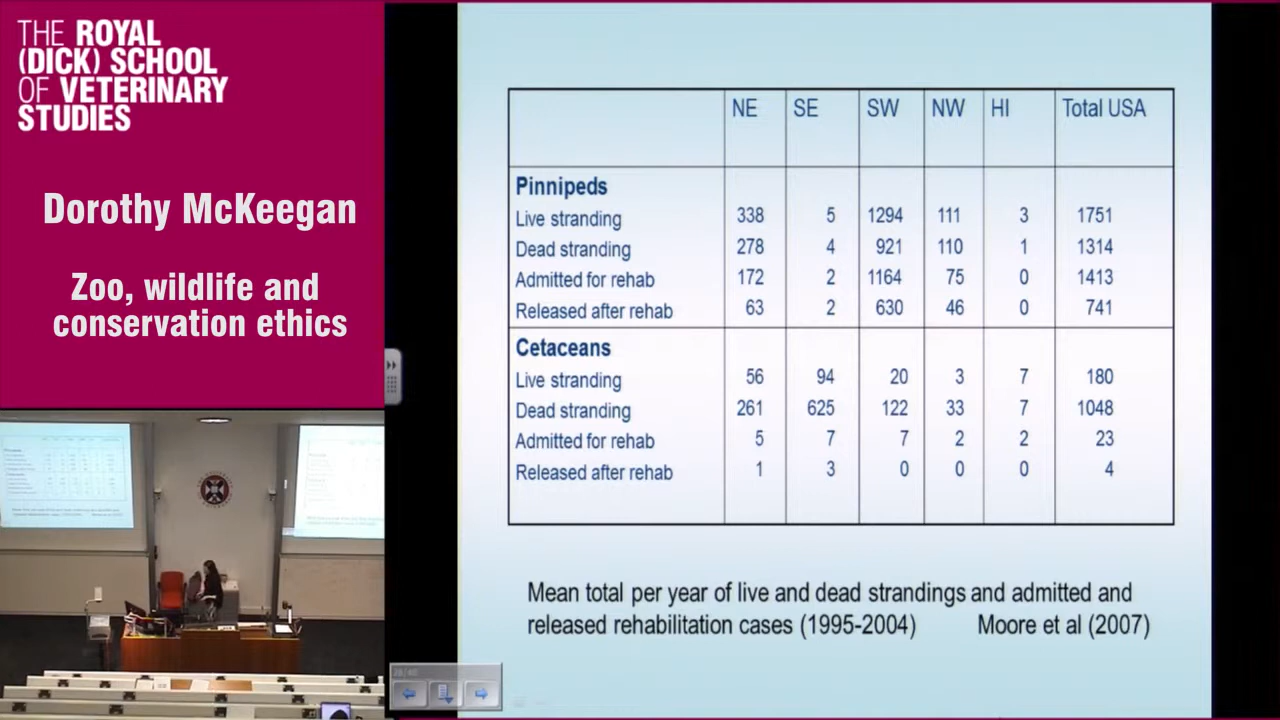 THE ROYAL
(DICK) SCHOOL
OF VETERINARY
STUDIES
Dorothy McKeegan
Zoo, wildlife and
conservation ethics
NE SE SW NW HI Total USA
Pinnipeds
Live stranding 338 5 1294 111 3 1751
Dead stranding 278 4 921 110 1 1314
Admitted for rehab 172 2 1164 75 0 1413
Released after rehab 63 2 630 46 0 741
Cetaceans
Live stranding 56 94 20 3 7 180
Dead stranding 261 625 122 33 7 1048
Admitted for rehab 5 7 7 2 2 23
Released after rehab 1 3 0 0 0 4
Mean total per year of live and dead strandings and admitted and
released rehabilitation cases (1995-2004) Moore et al (2007)